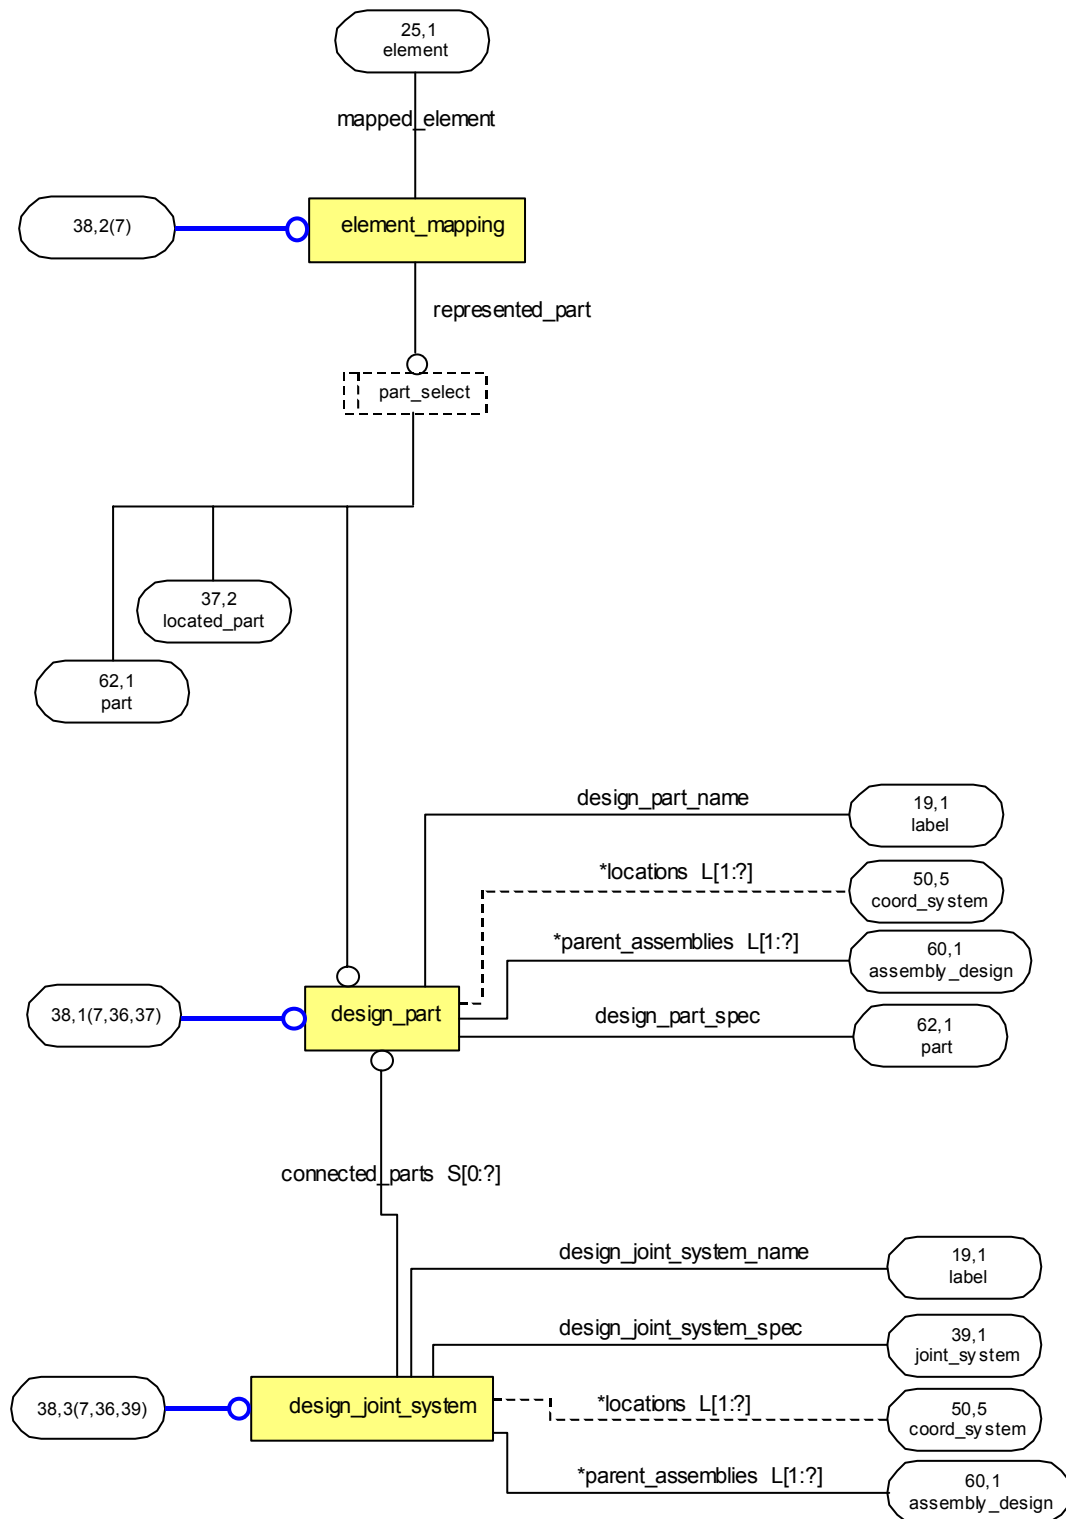 25,1
element
mapped_element
38,2(7)
element_mapping
represented_part
part_select
37,2
located_part
62,1
part
design_part_name
19,1
label
*locations L[1:?]
50,5
coord_system
*parent_assemblies L[1:?]
60,1
assembly_design
38,1(7,36,37)
design_part
design_part_spec
62,1
part
connected_parts S[0:?]
design_joint_system_name
19,1
label
design_joint_system_spec
39,1
joint_system
38,3(7,36,39)
design_joint_system
*locations L[1:?]
50,5
coord_system
*parent_assemblies L[1:?]
60,1
assembly_design